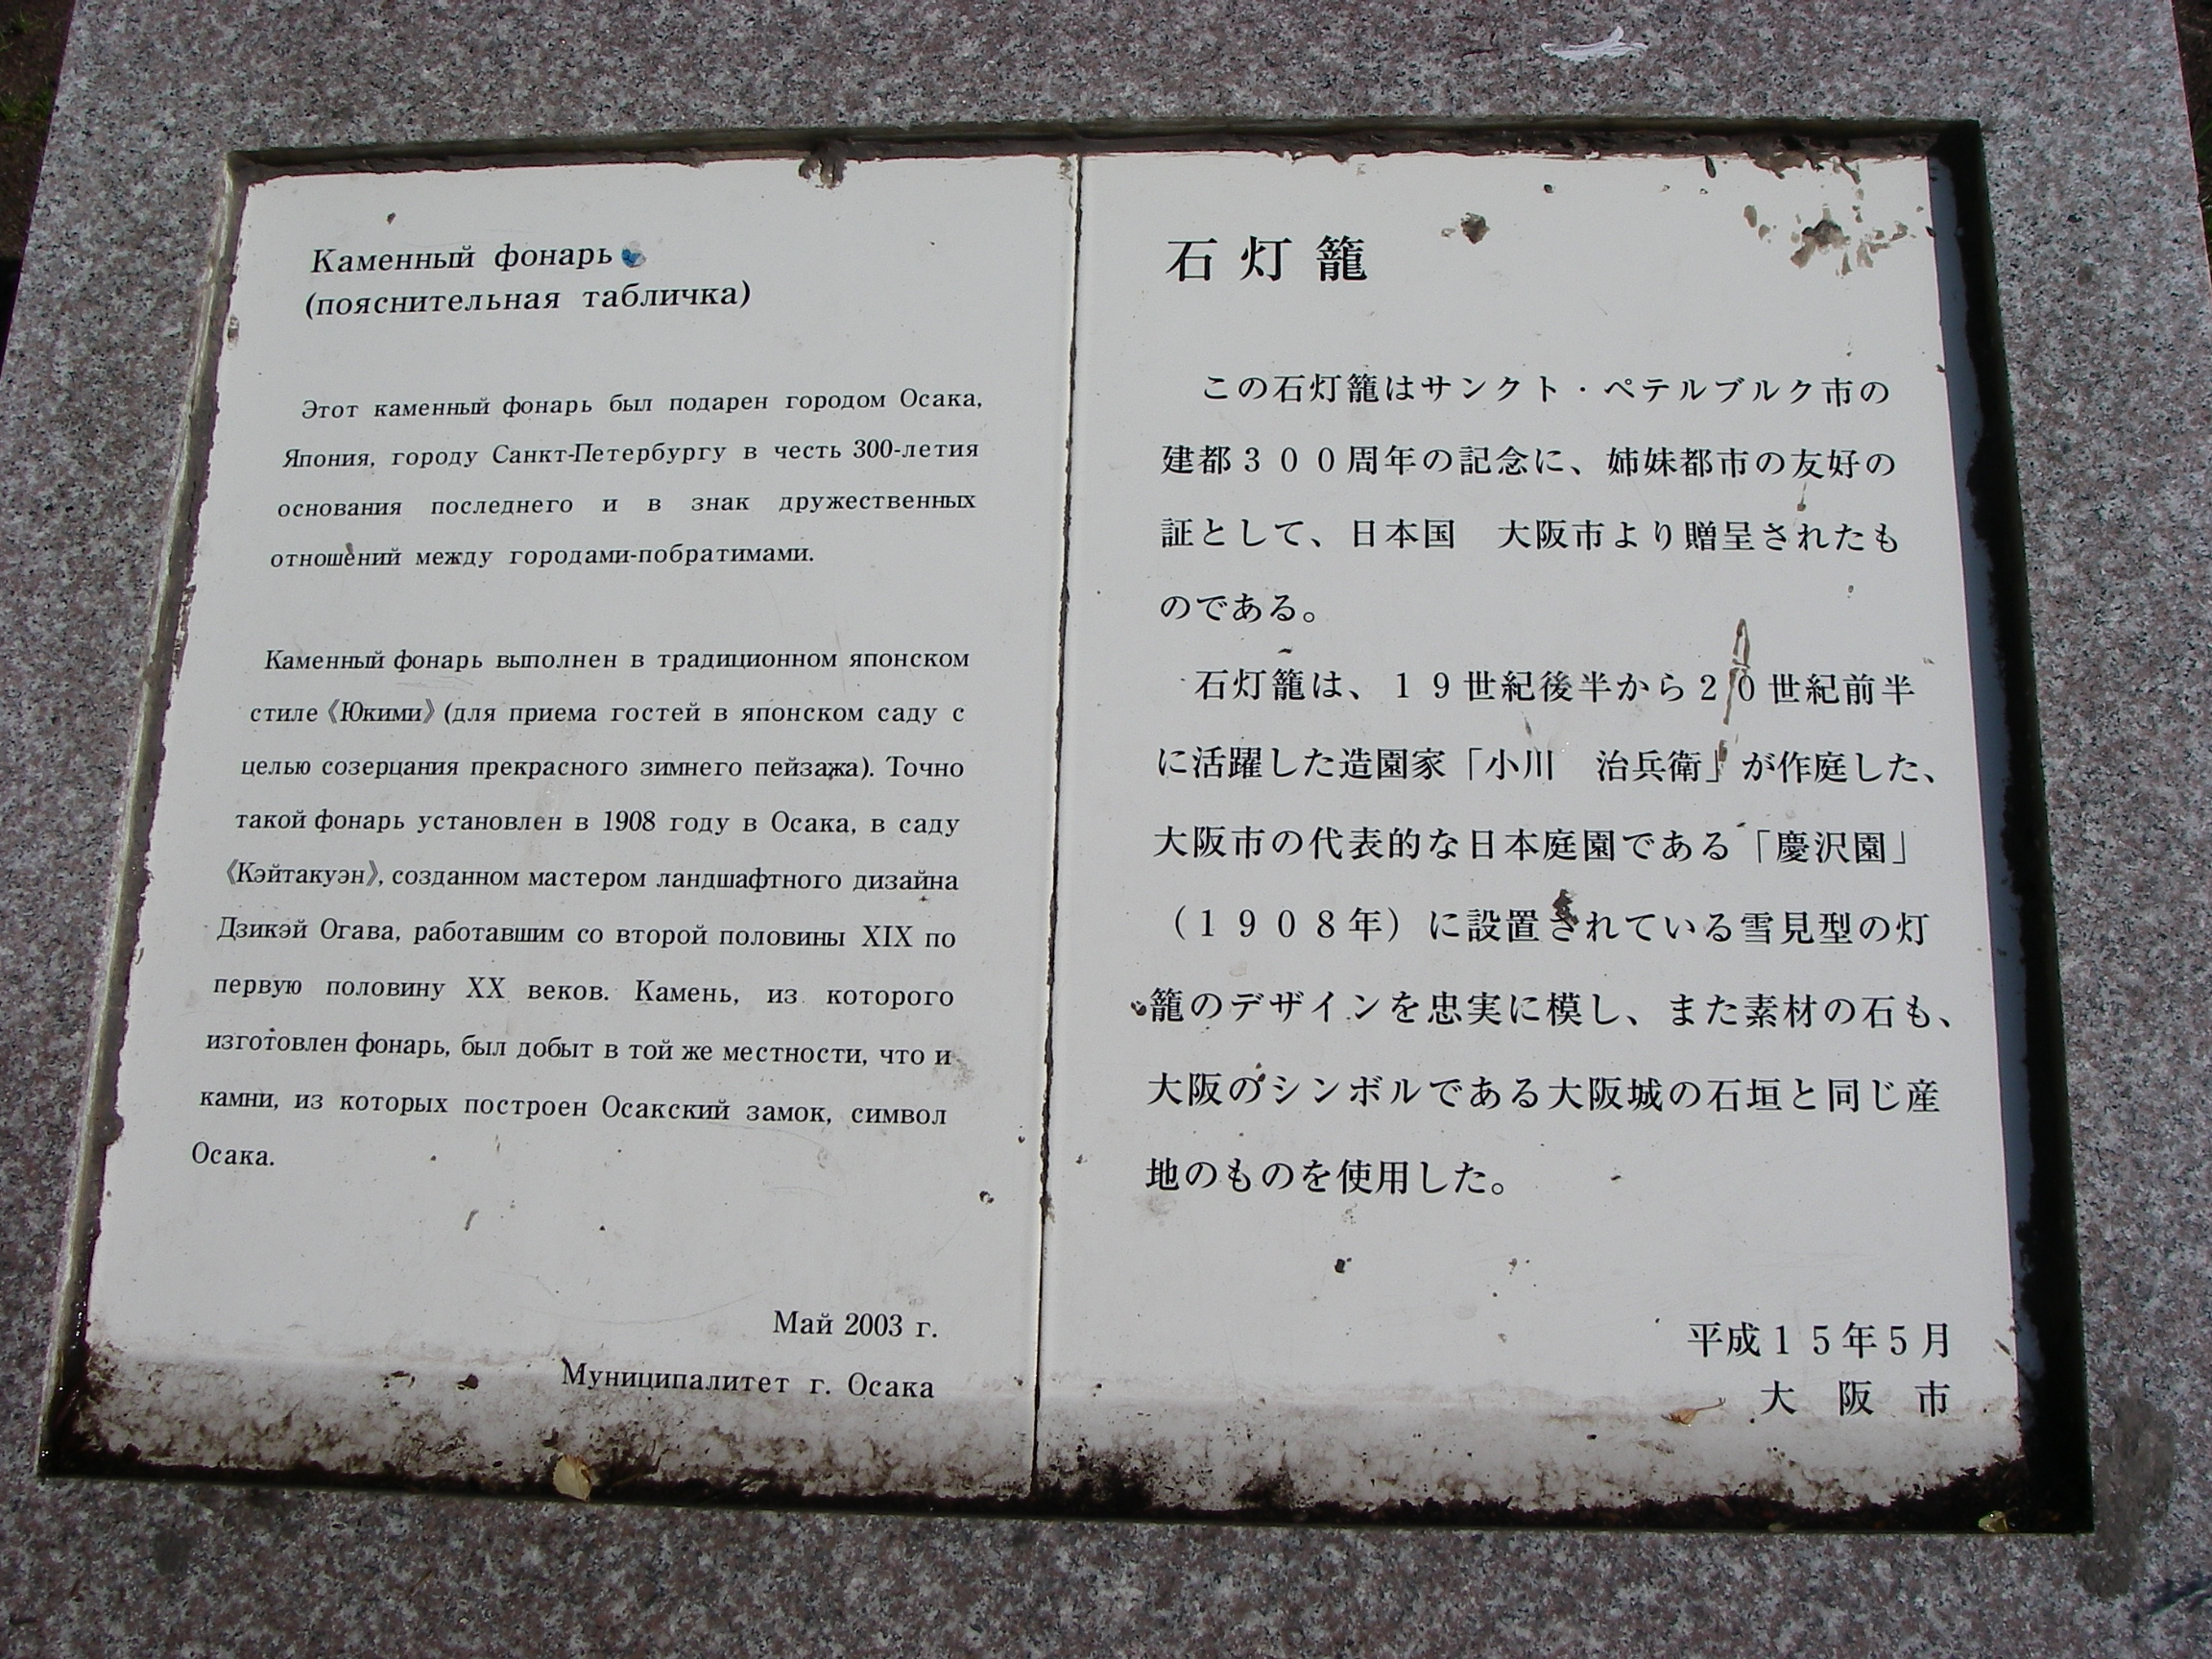 Каменный фонарь
(пояснительная табличка)
Этот каменный фонарь был подарен городом Осака,
Япония, городу Санкт-Петербургу в честь 300-летия
основания последнего и в знак дружественных
отношений между городами-побратимами.
Каменный фонарь выполнен в традиционном японском
стиле《Юкими》(для приема гостей в японском саду с
целью созерцания прекрасного зимнего пейзажа). Точно
такой фонарь установлен в 1908 году в Осака, в саду
《Кэйтакуэн》, созданном мастером ландшафтного дизайна
Дзикэй Огава, работавшим со второй половины XIX по
первую половину XX веков. Камень, из которого
изготовлен фонарь, был добыт в той же местности, что и
камни, из которых построен Осакский замок, символ
Осака.
Май 2003 г.
Муниципалитет г. Осака
石灯籠
この石灯籠はサンクト・ペテルブルク市の
建都３００周年の記念に、姉妹都市の友好の
証として、日本国　大阪市より贈呈されたも
のである。
石灯籠は、１９世紀後半から２０世紀前半
に活躍した造園家「小川　治兵衛」が作庭した、
大阪市の代表的な日本庭園である「慶沢園」
（１９０８年）に設置されている雪見型の灯
籠のデザインを忠実に模し、また素材の石も、
大阪のシンボルである大阪城の石垣と同じ産
地のものを使用した。
平成１５年５月
大　阪　市